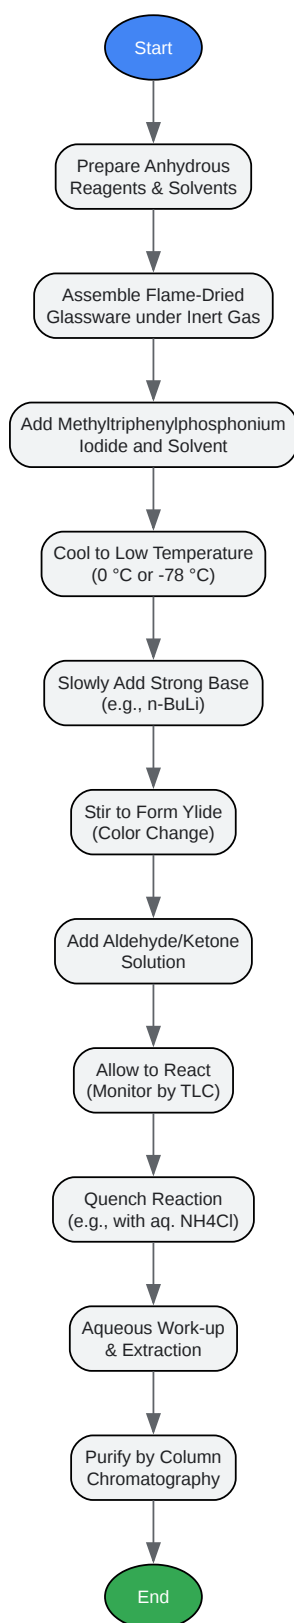 Start
Prepare Anhydrous
Reagents & Solvents
Assemble Flame-Dried
Glassware under Inert Gas
Add Methyltriphenylphosphonium
Iodide and Solvent
Cool to Low Temperature
(0 °C or -78 °C)
Slowly Add Strong Base
(e.g., n-BuLi)
Stir to Form Ylide
(Color Change)
Add Aldehyde/Ketone
Solution
Allow to React
(Monitor by TLC)
Quench Reaction
(e.g., with aq. NH4Cl)
Aqueous Work-up
& Extraction
Purify by Column
Chromatography
End